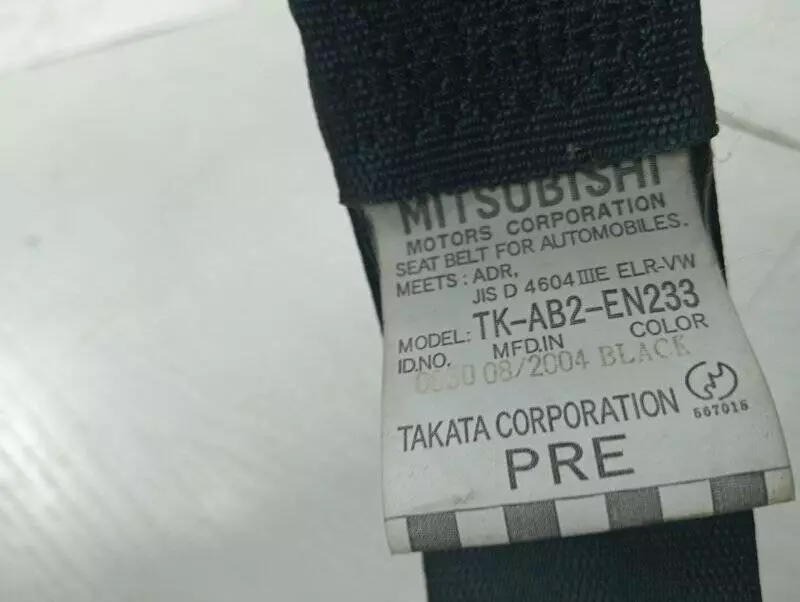 MITSUBISHI
MOTORS CORPORATION
SEAT BELT FOR AUTOMOBILES.
MEETS : ADR,
JIS D 4604 IIIE ELR-VW
MODEL: TK-AB2-EN233
ID.NO. MFD.IN COLOR
08/2004 BLACK
TAKATA CORPORATION
567015
PRE